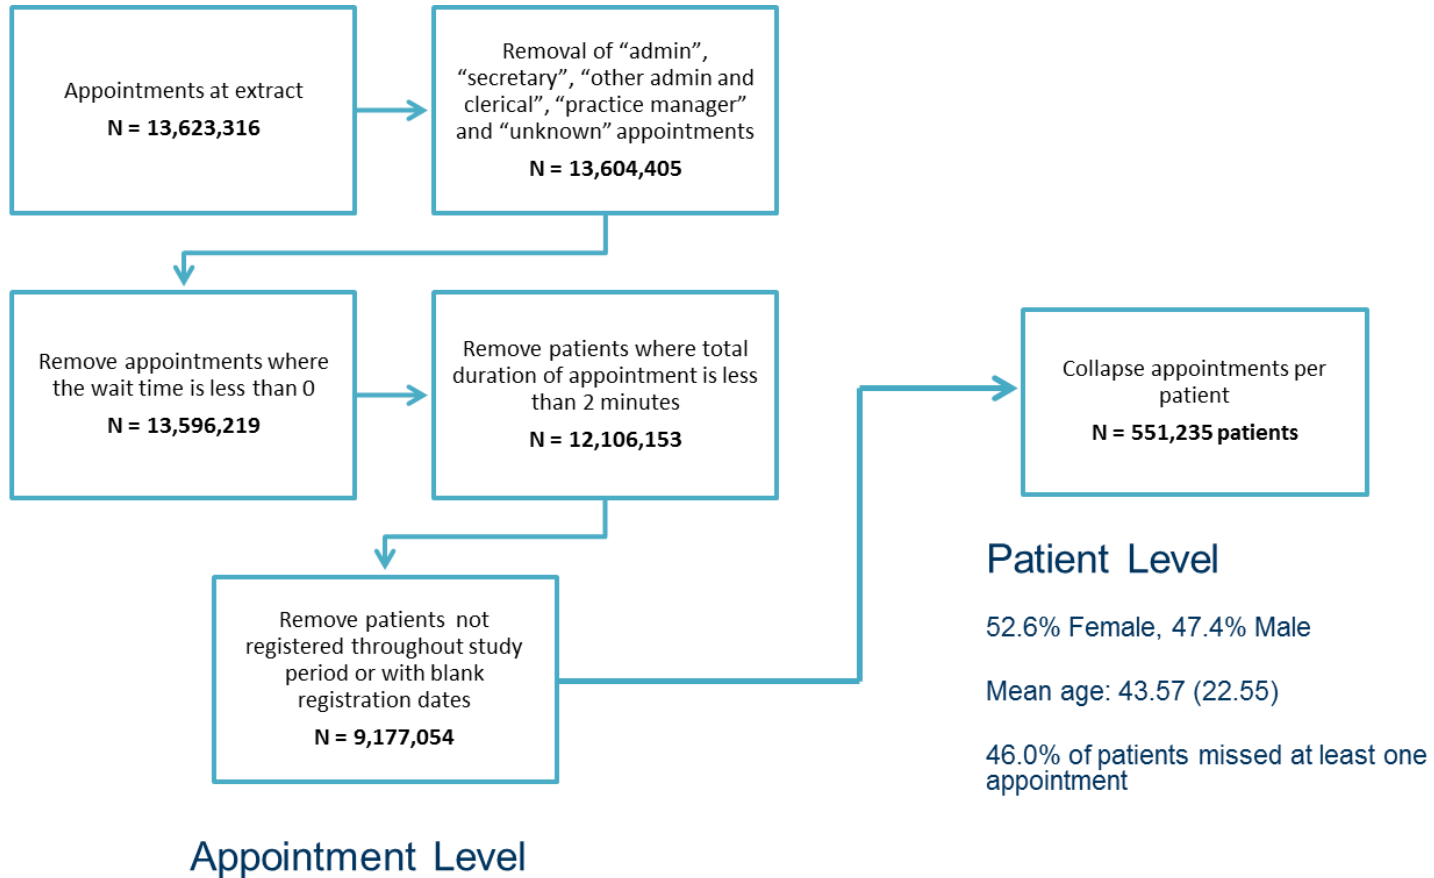 Appointments at extract
N = 13,623,316
Removal of “admin”,
“secretary”, “other admin and
clerical”, “practice manager”
and “unknown” appointments
N = 13,604,405
Remove appointments where
the wait time is less than 0
N = 13,596,219
Remove patients where total
duration of appointment is less
than 2 minutes
N = 12,106,153
Remove patients not
registered throughout study
period or with blank
registration dates
N = 9,177,054
Appointment Level
Collapse appointments per
patient
N = 551,235 patients
Patient Level
52.6% Female, 47.4% Male
Mean age: 43.57 (22.55)
46.0% of patients missed at least one
appointment